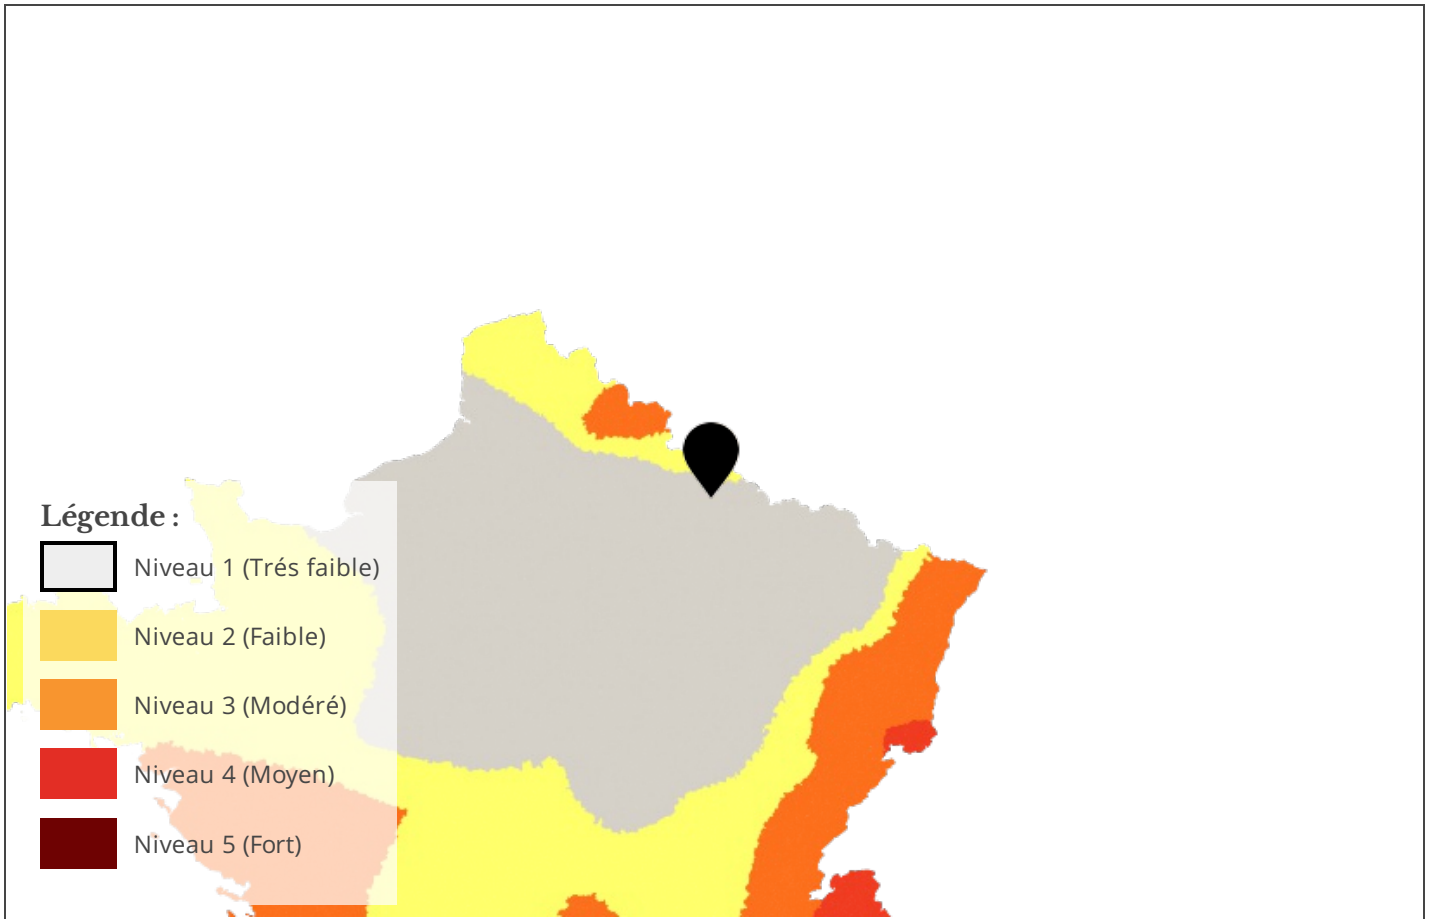 Légende :
Niveau 1 (Trés faible)
Niveau 2 (Faible)
Niveau 3 (Modéré)
Niveau 4 (Moyen)
Niveau 5 (Fort)